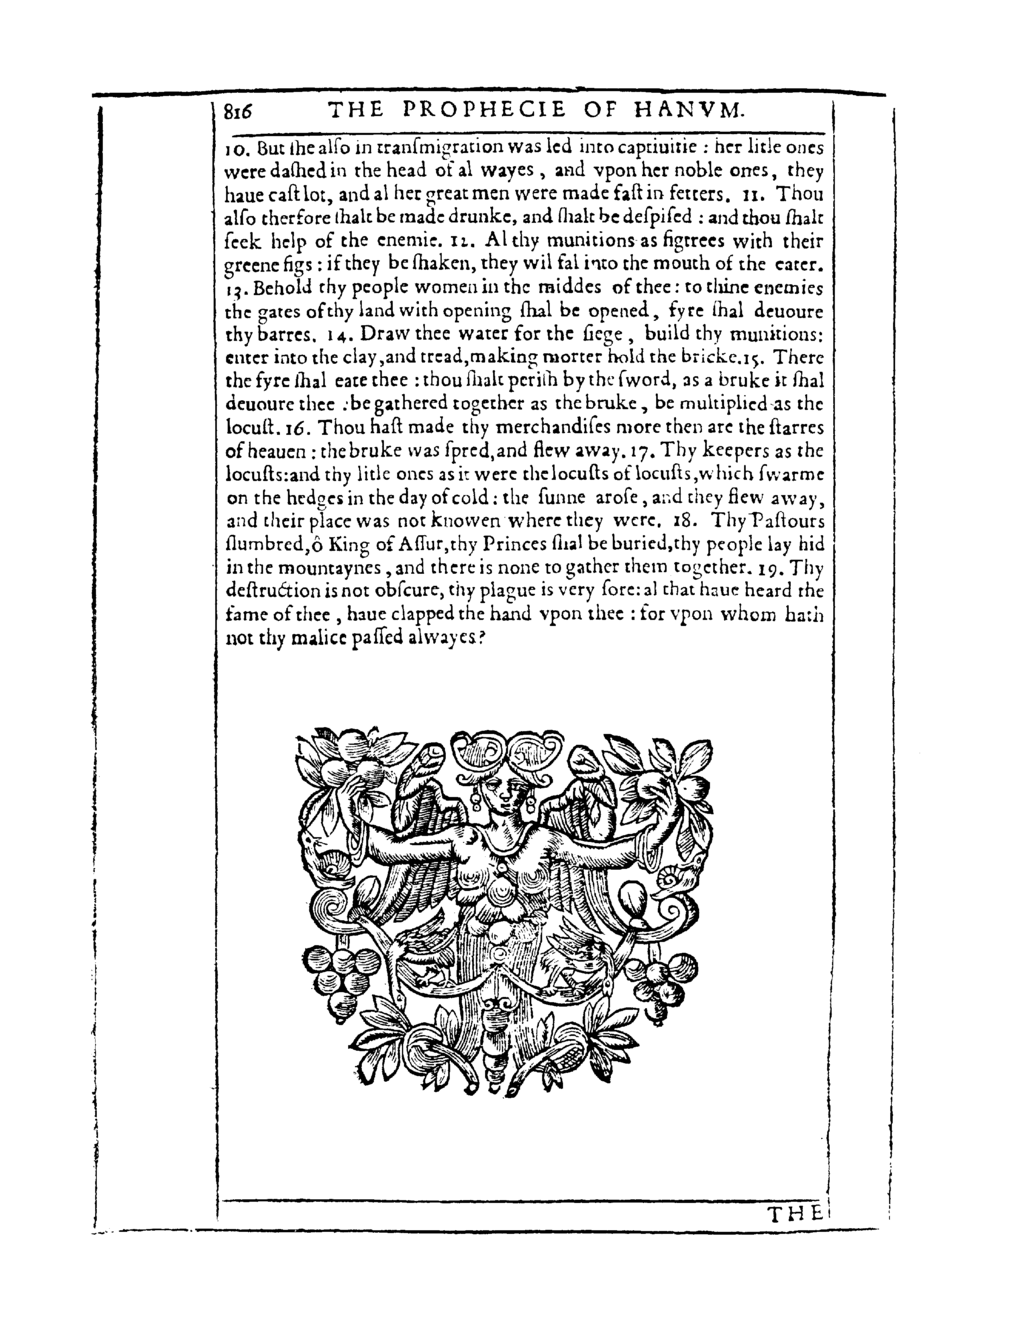 816 THE PROPHECIE OF HANVM.
10. But ſhe alſo in tranſmigration was led into captiuitie : her litle ones
were daſhed in the head of al wayes , and vpon her noble ones, they
haue caſt lot, and al her great men were made faſt in fetters. 11. Thou
alſo therfore ſhalt be made drunke, and ſhalt be deſpiſed : and thou ſhalt
ſeek help of the enemie. 12. Al thy munitions as figtrees with their
greene figs : if they be ſhaken, they wil fal into the mouth of the eater.
13. Behold thy people women in the middes of thee : to thine enemies
the gates of thy land with opening ſhal be opened, fyre ſhal deuoure
thy barres. 14. Draw thee water for the ſiege , build thy munitions:
enter into the clay,and tread,making morter hold the bricke.15. There
the fyre ſhal eate thee : thou ſhalt periſh by the ſword, as a bruke it ſhal
deuoure thee : be gathered together as the bruke , be multiplied as the
locuſt. 16. Thou haſt made thy merchandiſes more then are the ſtarres
of heauen : the bruke was ſpred,and flew away. 17. Thy keepers as the
locuſts:and thy litle ones as it were the locuſts of locuſts,which ſwarme
on the hedges in the day of cold : the ſunne aroſe, and they flew away,
and their place was not knowen where they were. 18. Thy Paſtours
ſlumbred,ô King of Aſſur,thy Princes ſhal be buried,thy people lay hid
in the mountaynes , and there is none to gather them together. 19. Thy
deſtruction is not obſcure, thy plague is very ſore: al that haue heard the
fame of thee , haue clapped the hand vpon thee : for vpon whom hath
not thy malice paſſed alwayes?
THE